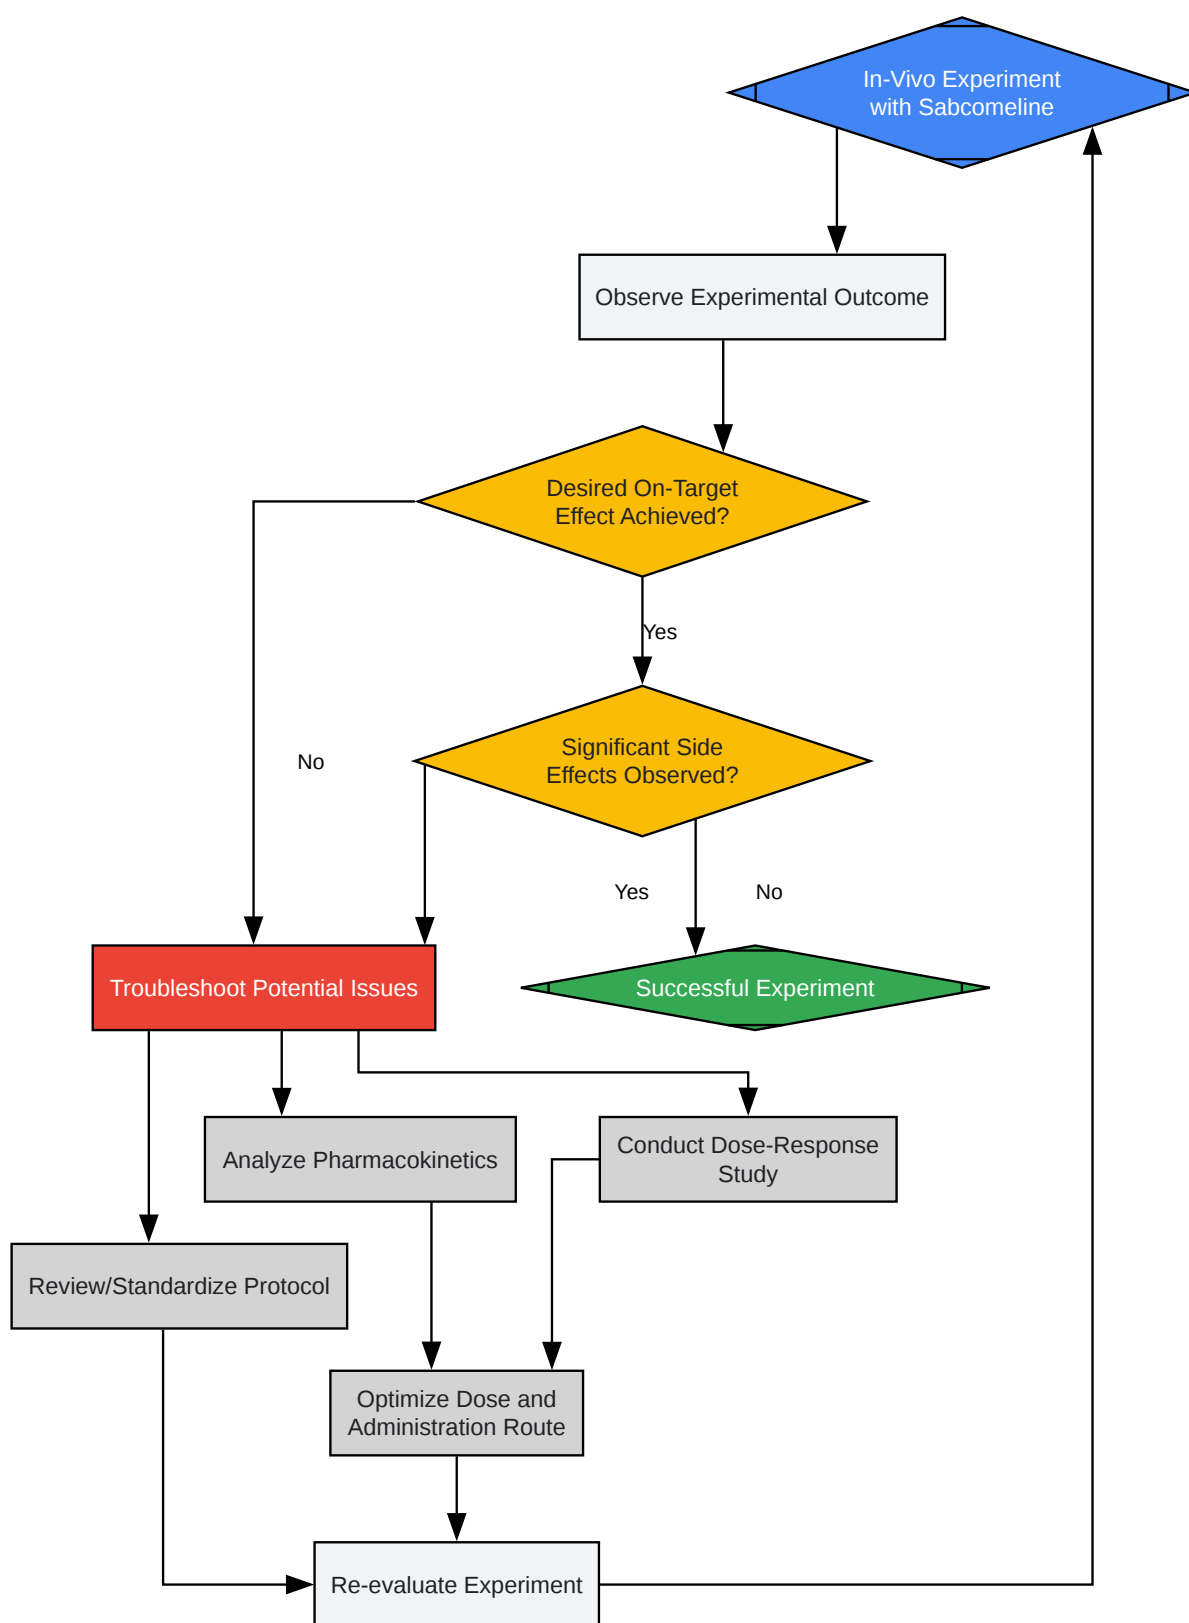 In-Vivo Experiment
with Sabcomeline
Observe Experimental Outcome
Desired On-Target
Effect Achieved?
Yes
Significant Side
Effects Observed?
No
Yes
No
Troubleshoot Potential Issues
Successful Experiment
Analyze Pharmacokinetics
Conduct Dose-Response
Study
Review/Standardize Protocol
Optimize Dose and
Administration Route
Re-evaluate Experiment